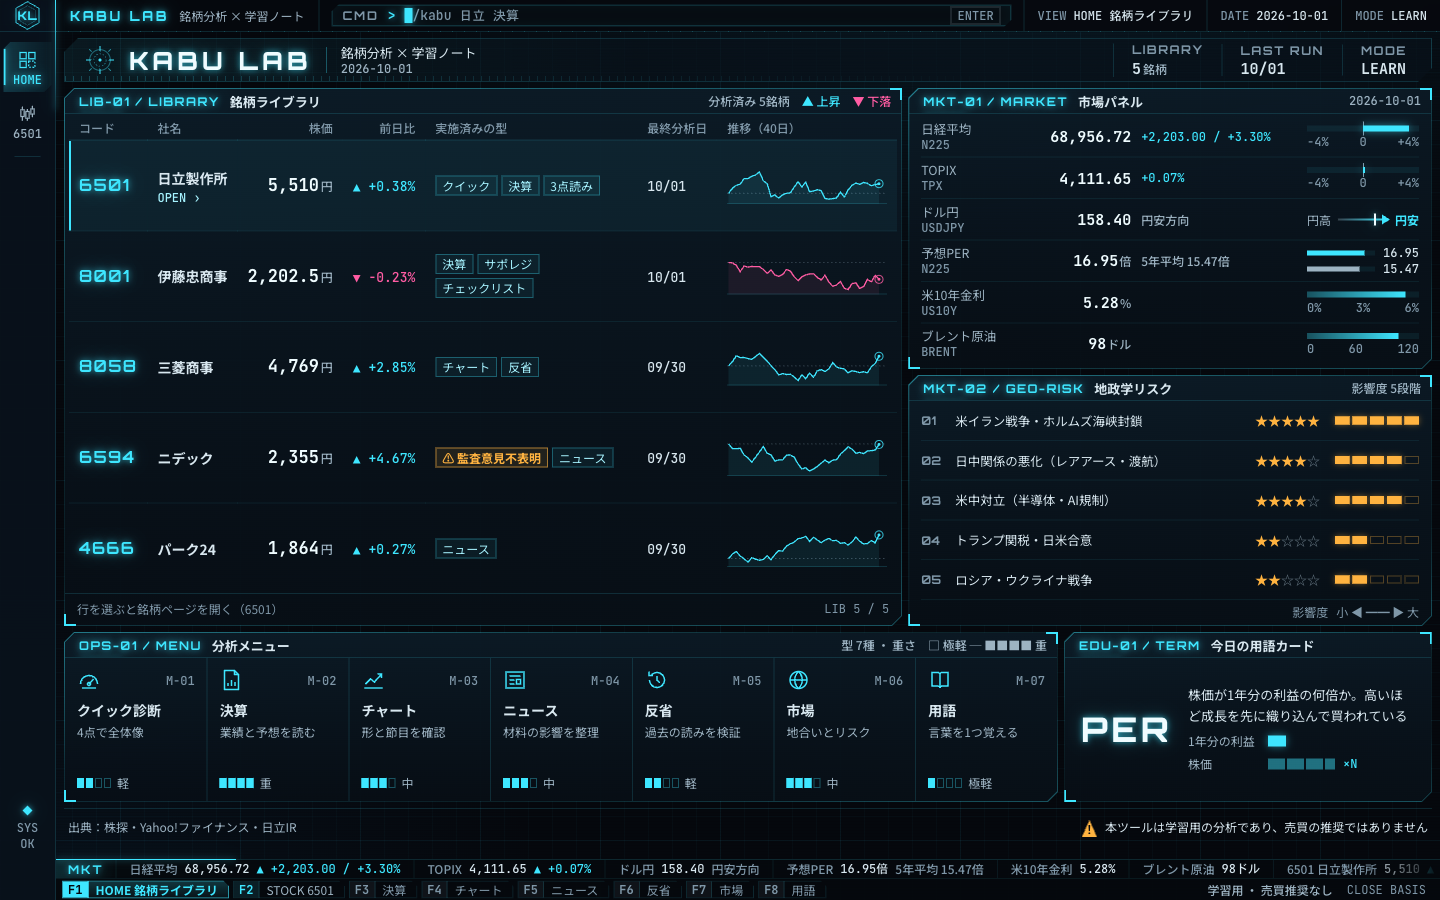 KL KABU LAB 銘柄分析 × 学習ノート CMD > /kabu 日立 決算 ENTER VIEW HOME 銘柄ライブラリ DATE 2026-10-01 MODE LEARN
HOME
6501
SYS
OK
KABU LAB 銘柄分析 × 学習ノート
2026-10-01
LIBRARY
5銘柄
LAST RUN
10/01
MODE
LEARN
LIB-01 / LIBRARY 銘柄ライブラリ 分析済み 5銘柄 ▲上昇 ▼下落
コード 社名 株価 前日比 実施済みの型 最終分析日 推移（40日）
6501 日立製作所 5,510円 ▲ +0.38% クイック 決算 3点読み 10/01
OPEN ›
8001 伊藤忠商事 2,202.5円 ▼ -0.23% 決算 サポレジ 10/01
チェックリスト
8058 三菱商事 4,769円 ▲ +2.85% チャート 反省 09/30
6594 ニデック 2,355円 ▲ +4.67% ⚠監査意見不表明 ニュース 09/30
4666 パーク24 1,864円 ▲ +0.27% ニュース 09/30
行を選ぶと銘柄ページを開く（6501） LIB 5 / 5
MKT-01 / MARKET 市場パネル 2026-10-01
日経平均
N225
68,956.72 +2,203.00 / +3.30%
-4% 0 +4%
TOPIX
TPX
4,111.65 +0.07%
-4% 0 +4%
ドル円
USDJPY
158.40 円安方向 円高 円安
予想PER
N225
16.95倍 5年平均 15.47倍
16.95
15.47
米10年金利
US10Y
5.28%
0% 3% 6%
ブレント原油
BRENT
98ドル
0 60 120
MKT-02 / GEO-RISK 地政学リスク 影響度 5段階
01 米イラン戦争・ホルムズ海峡封鎖 ★★★★★
02 日中関係の悪化（レアアース・渡航） ★★★★☆
03 米中対立（半導体・AI規制） ★★★★☆
04 トランプ関税・日米合意 ★★☆☆☆
05 ロシア・ウクライナ戦争 ★★☆☆☆
影響度 小 ◀ ── ▶ 大
OPS-01 / MENU 分析メニュー 型 7種 ・ 重さ □ 極軽 — ■■■■ 重
M-01
クイック診断
4点で全体像
軽
M-02
決算
業績と予想を読む
重
M-03
チャート
形と節目を確認
中
M-04
ニュース
材料の影響を整理
中
M-05
反省
過去の読みを検証
軽
M-06
市場
地合いとリスク
中
M-07
用語
言葉を1つ覚える
極軽
EDU-01 / TERM 今日の用語カード
PER
株価が1年分の利益の何倍か。高いほ
ど成長を先に織り込んで買われている
1年分の利益
株価 ×N
出典：株探・Yahoo!ファイナンス・日立IR
本ツールは学習用の分析であり、売買の推奨ではありません
MKT 日経平均 68,956.72 ▲ +2,203.00 / +3.30% TOPIX 4,111.65 ▲ +0.07% ドル円 158.40 円安方向 予想PER 16.95倍 5年平均 15.47倍 米10年金利 5.28% ブレント原油 98ドル 6501 日立製作所 5,510
F1 HOME 銘柄ライブラリ F2 STOCK 6501 F3 決算 F4 チャート F5 ニュース F6 反省 F7 市場 F8 用語 学習用 ・ 売買推奨なし CLOSE BASIS